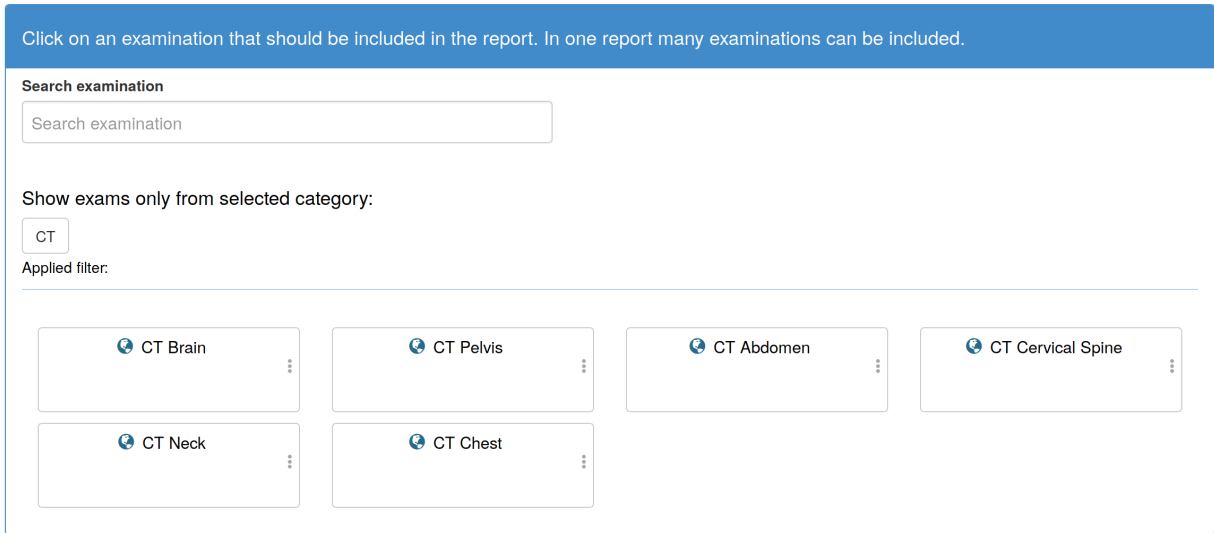 Click on an examination that should be included in the report. In one report many examinations can be included.
Search examination
Search examination
Show exams only from selected category:
CT
Applied filter:
CT Brain
CT Pelvis
CT Abdomen
CT Cervical Spine
CT Neck
CT Chest